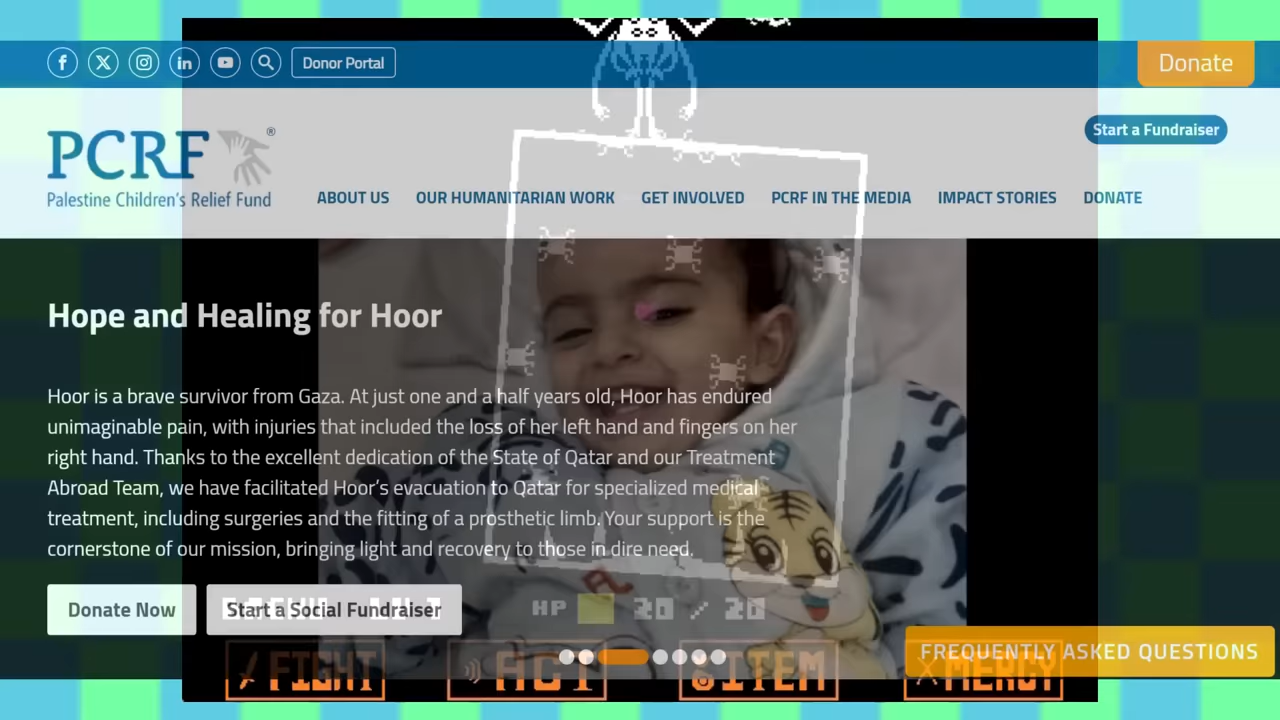 Donor Portal
Donate
Start a Fundraiser
PCRF®
Palestine Children's Relief Fund
ABOUT US OUR HUMANITARIAN WORK GET INVOLVED PCRF IN THE MEDIA IMPACT STORIES DONATE
Hope and Healing for Hoor
Hoor is a brave survivor from Gaza. At just one and a half years old, Hoor has endured
unimaginable pain, with injuries that included the loss of her left hand and fingers on her
right hand. Thanks to the excellent dedication of the State of Qatar and our Treatment
Abroad Team, we have facilitated Hoor's evacuation to Qatar for specialized medical
treatment, including surgeries and the fitting of a prosthetic limb. Your support is the
cornerstone of our mission, bringing light and recovery to those in dire need.
Donate Now Start a Social Fundraiser
HP 20 / 20
FREQUENTLY ASKED QUESTIONS
FIGHT ACT ITEM MERCY